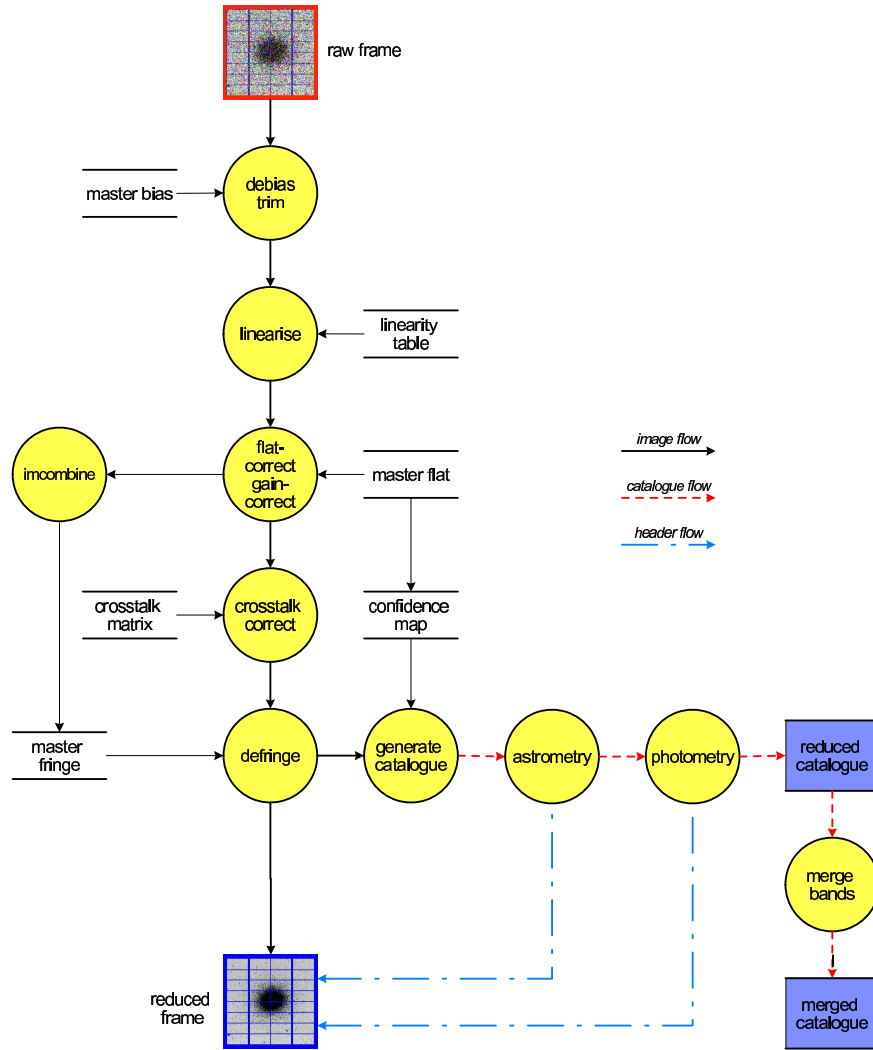 raw frame
debias
trim
master bias
linearise
linearity
table
imcombine
flat-
correct
gain-
correct
master flat
image flow
catalogue flow
header flow
crosstalk
matrix
crosstalk
correct
confidence
map
master
fringe
defringe
generate
catalogue
astrometry
photometry
reduced
catalogue
merge
bands
reduced
frame
merged
catalogue